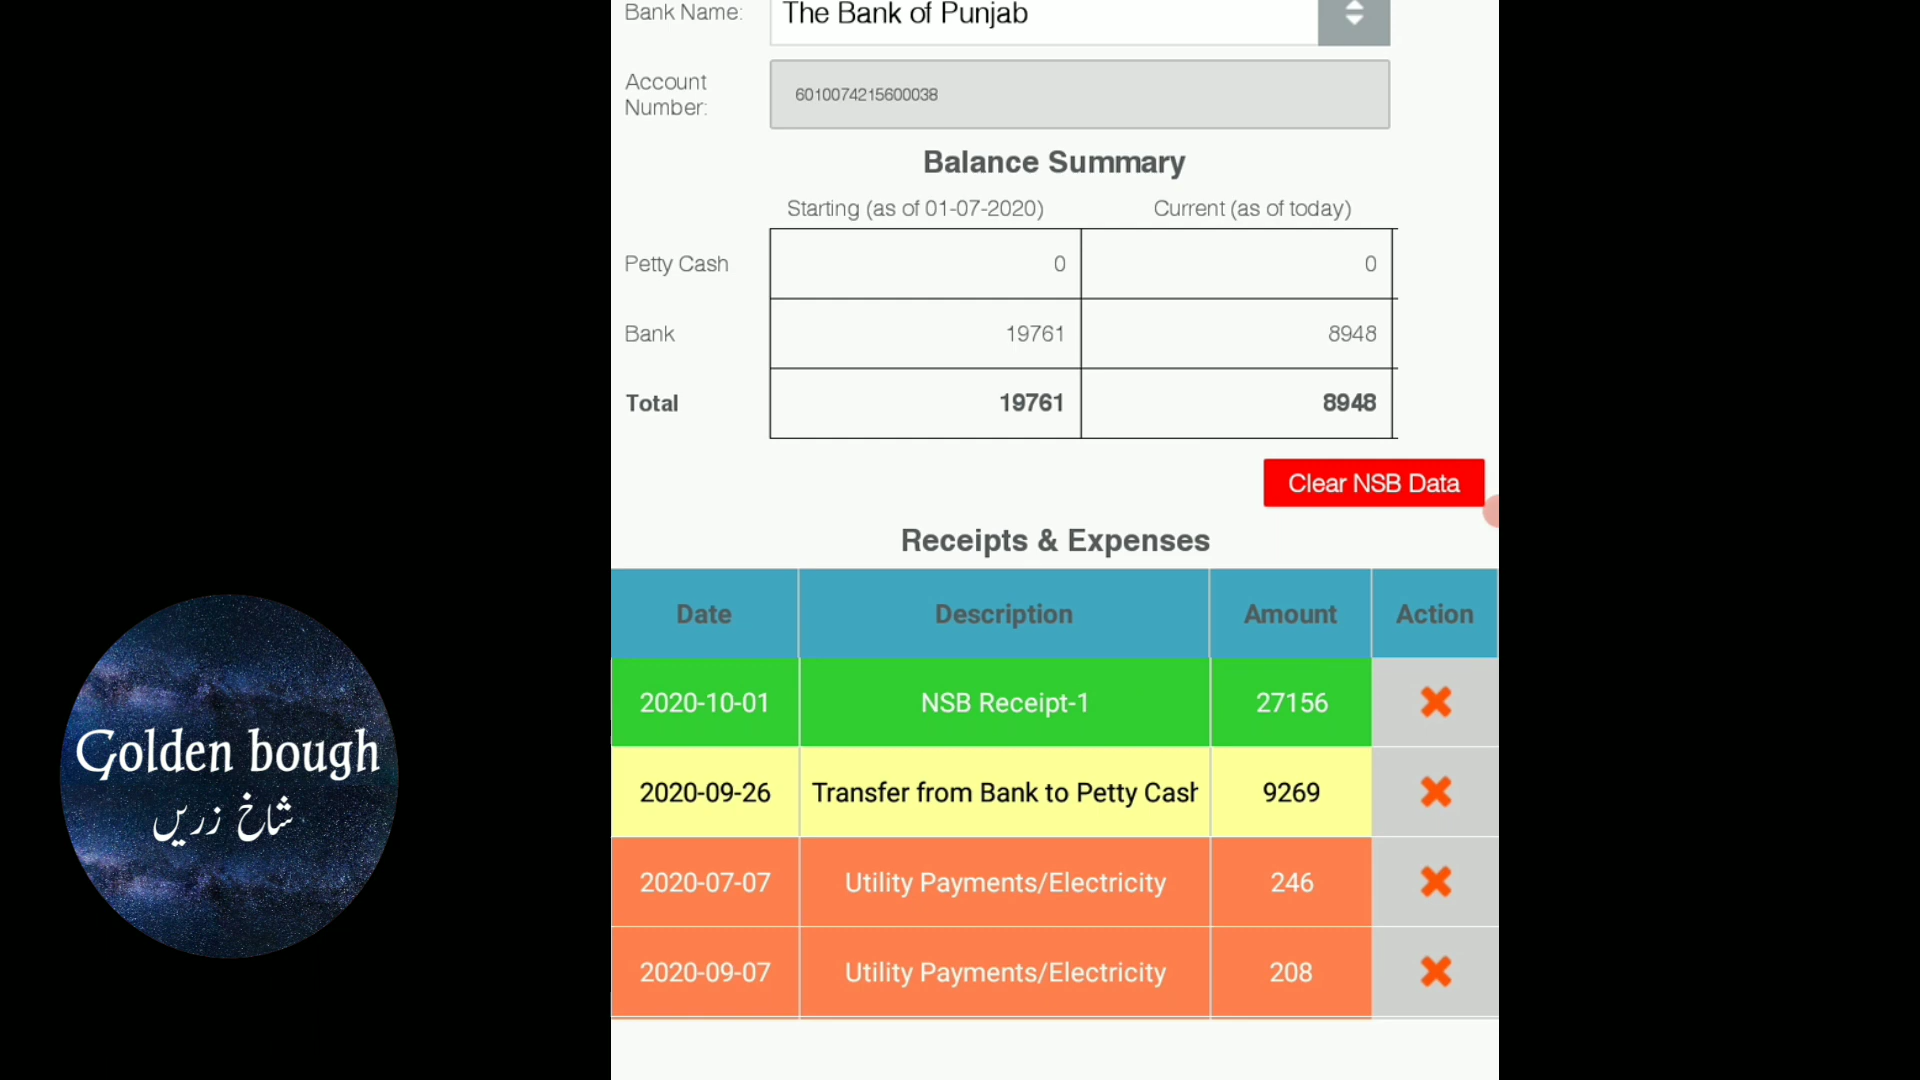 Bank Name: The Bank of Punjab
Account Number: 6010074215600038
Balance Summary
Starting (as of 01-07-2020) Current (as of today)
Petty Cash 0 0
Bank 19761 8948
Total 19761 8948
Clear NSB Data
Receipts & Expenses
Date Description Amount Action
2020-10-01 NSB Receipt-1 27156
2020-09-26 Transfer from Bank to Petty Cash 9269
2020-07-07 Utility Payments/Electricity 246
2020-09-07 Utility Payments/Electricity 208
Golden bough
شاخ زریں